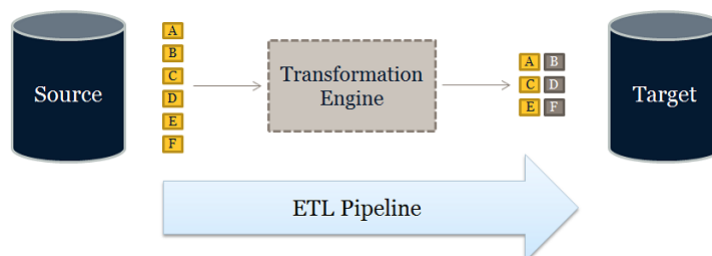 Source
A
B
C
D
E
F
Transformation
Engine
A B
C D
E F
Target
ETL Pipeline